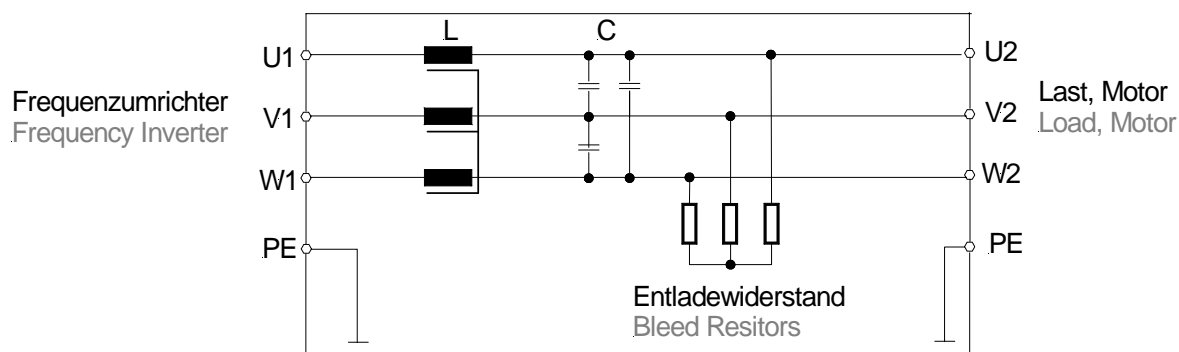 L C
U1 U2
Frequenzumrichter
Frequency Inverter
V1 V2
Last, Motor
Load, Motor
W1 W2
PE PE
Entladewiderstand
Bleed Resitors